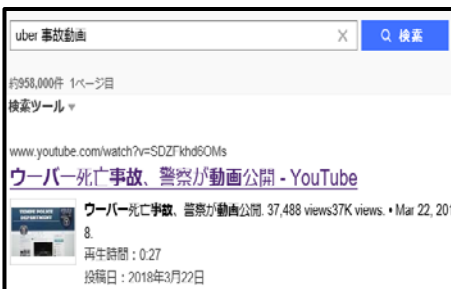 uber 事故動画
検索
約958,000件 1ページ目
検索ツール
www.youtube.com/watch?v=SDZFkhd6OMs
ウーバー死亡事故、警察が動画公開 - YouTube
TEMPE POLICE
DEPARTMENT
ウーバー死亡事故、警察が動画公開. 37,488 views37K views. • Mar 22, 201
8.
再生時間：0:27
投稿日：2018年3月22日